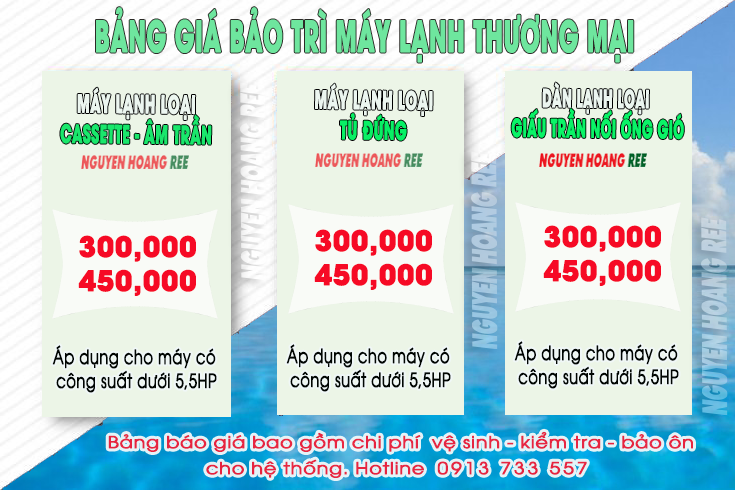 BẢNG GIÁ BẢO TRÌ MÁY LẠNH THƯƠNG MẠI
MÁY LẠNH LOẠI
CASSETTE - ÂM TRẦN
NGUYEN HOANG REE
300,000
450,000
Áp dụng cho máy có
công suất dưới 5,5HP
MÁY LẠNH LOẠI
TỦ ĐỨNG
NGUYEN HOANG REE
300,000
450,000
Áp dụng cho máy có
công suất dưới 5,5HP
DÀN LẠNH LOẠI
GIẤU TRẦN NỐI ỐNG GIÓ
NGUYEN HOANG REE
300,000
450,000
Áp dụng cho máy có
công suất dưới 5,5HP
NGUYEN HOANG REE
NGUYEN HOANG REE
NGUYEN HOANG REE
Bảng báo giá bao gồm chi phí vệ sinh - kiểm tra - bảo ôn
cho hệ thống. Hotline 0913 733 557